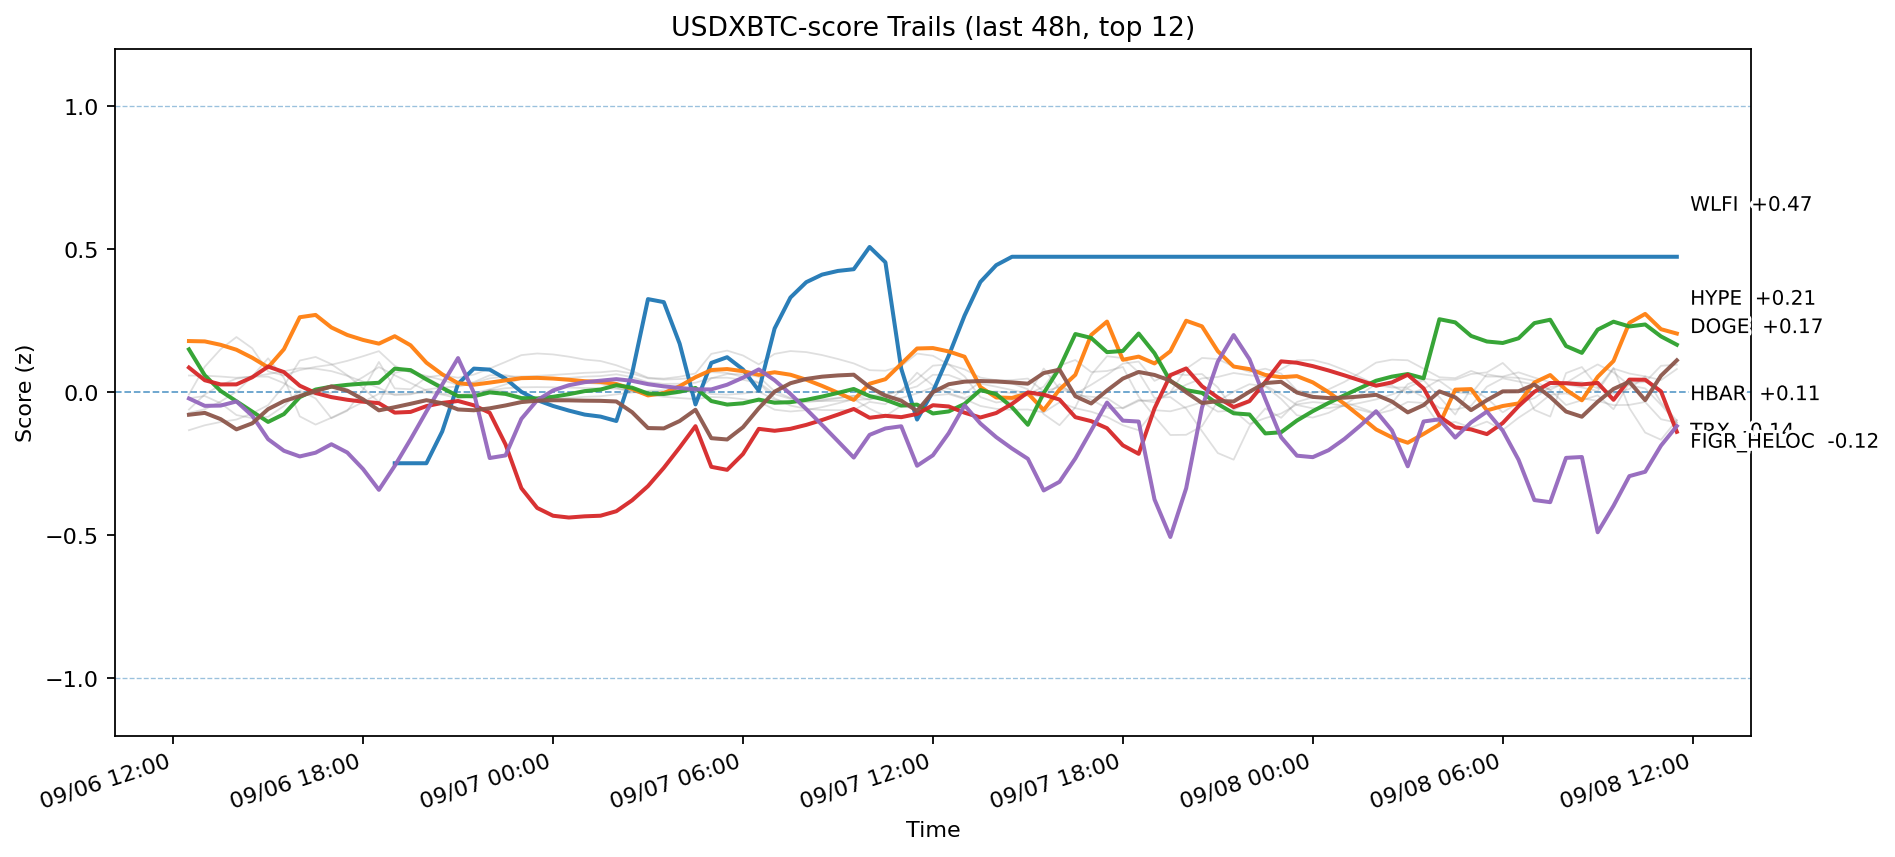 USDXBTC-score Trails (last 48h, top 12)
Score (z)
1.0
0.5
0.0
−0.5
−1.0
WLFI +0.47
HYPE +0.21
DOGE +0.17
HBAR +0.11
TRX -0.14
FIGR_HELOC -0.12
09/06 12:00
09/06 18:00
09/07 00:00
09/07 06:00
09/07 12:00
09/07 18:00
09/08 00:00
09/08 06:00
09/08 12:00
Time